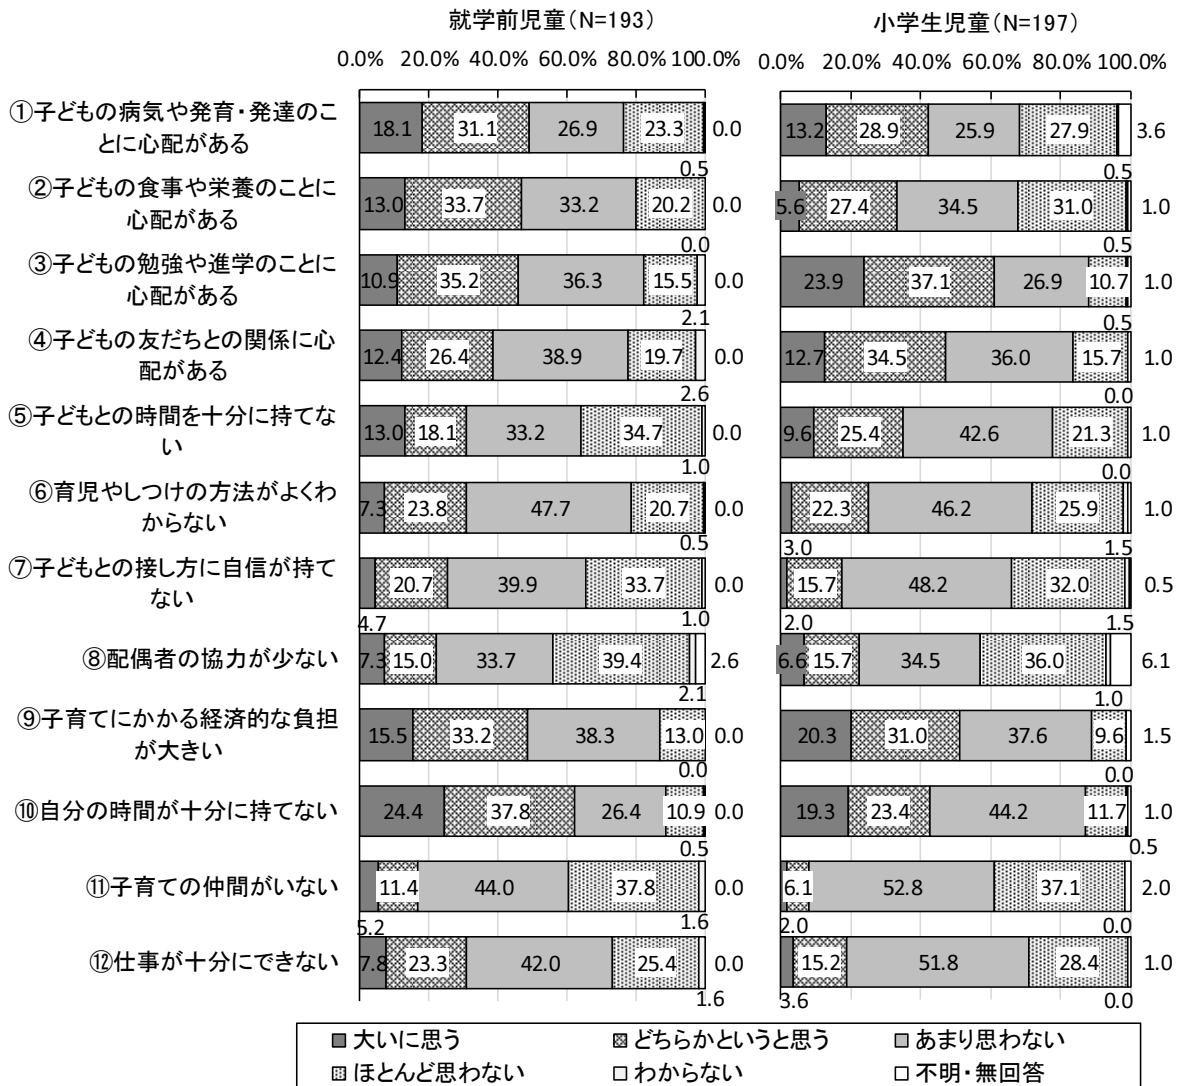 就学前児童（N=193）
小学生児童（N=197）
0.0% 20.0% 40.0% 60.0% 80.0% 100.0%
0.0% 20.0% 40.0% 60.0% 80.0% 100.0%
①子どもの病気や発育・発達のこ
とに心配がある
18.1 31.1 26.9 23.3 0.0
0.5
13.2 28.9 25.9 27.9 3.6
0.5
②子どもの食事や栄養のことに
心配がある
13.0 33.7 33.2 20.2 0.0
0.0
5.6 27.4 34.5 31.0 1.0
0.5
③子どもの勉強や進学のことに
心配がある
10.9 35.2 36.3 15.5 0.0
2.1
23.9 37.1 26.9 10.7 1.0
0.5
④子どもの友だちとの関係に心
配がある
12.4 26.4 38.9 19.7 0.0
2.6
12.7 34.5 36.0 15.7 1.0
0.0
⑤子どもとの時間を十分に持てな
い
13.0 18.1 33.2 34.7 0.0
1.0
9.6 25.4 42.6 21.3 1.0
0.0
⑥育児やしつけの方法がよくわ
からない
7.3 23.8 47.7 20.7 0.0
0.5
22.3 46.2 25.9 1.0
3.0 1.5
⑦子どもとの接し方に自信が持て
ない
20.7 39.9 33.7 0.0
4.7 1.0
15.7 48.2 32.0 0.5
2.0 1.5
⑧配偶者の協力が少ない
7.3 15.0 33.7 39.4 2.6
2.1
6.6 15.7 34.5 36.0 6.1
1.0
⑨子育てにかかる経済的な負担
が大きい
15.5 33.2 38.3 13.0 0.0
0.0
20.3 31.0 37.6 9.6 1.5
0.0
⑩自分の時間が十分に持てない
24.4 37.8 26.4 10.9 0.0
0.5
19.3 23.4 44.2 11.7 1.0
0.5
⑪子育ての仲間がいない
11.4 44.0 37.8 0.0
5.2 1.6
6.1 52.8 37.1 2.0
2.0 0.0
⑫仕事が十分にできない
7.8 23.3 42.0 25.4 0.0
1.6
15.2 51.8 28.4 1.0
3.6 0.0
大いに思う どちらかというと思う あまり思わない
ほとんど思わない わからない 不明・無回答